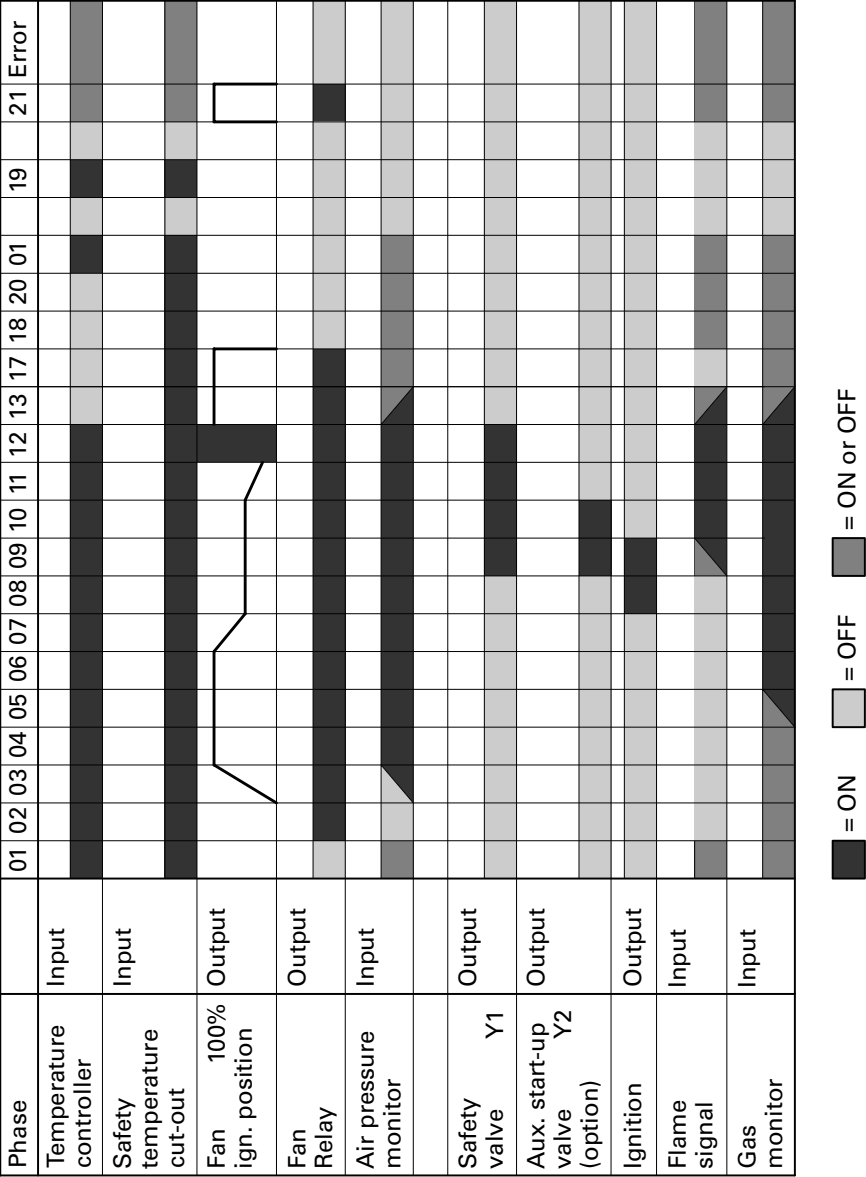 Phase 01 02 03 04 05 06 07 08 09 10 11 12 13 17 18 20 01 19 21 Error
Temperature
controller
Input
Safety
temperature
cut-out
Input
Fan 100%
ign. position
Output
Fan
Relay
Output
Air pressure
monitor
Input
Safety
valve Y1
Output
Aux. start-up
valve Y2
(option)
Output
Ignition
Output
Flame
signal
Input
Gas
monitor
Input
= ON = OFF = ON or OFF